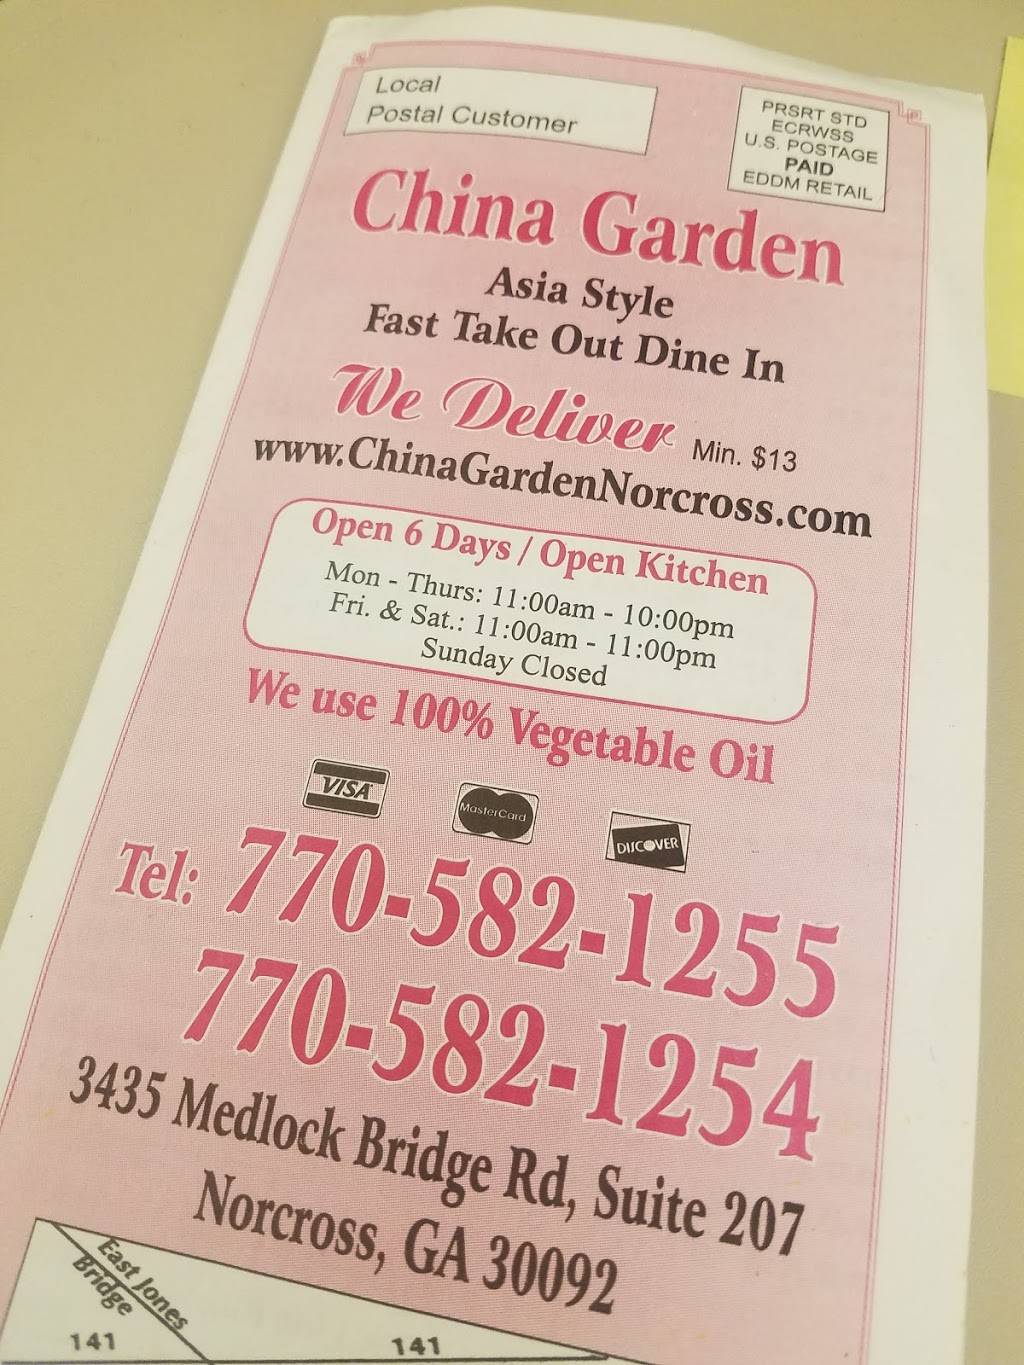 Local
Postal Customer
PRSRT STD
ECRWSS
U.S. POSTAGE
PAID
EDDM RETAIL
China Garden
Asia Style
Fast Take Out Dine In
We Deliver Min. $13
www.ChinaGardenNorcross.com
Open 6 Days / Open Kitchen
Mon - Thurs: 11:00am - 10:00pm
Fri. & Sat.: 11:00am - 11:00pm
Sunday Closed
We use 100% Vegetable Oil
VISA
MasterCard
DISCOVER
Tel: 770-582-1255
770-582-1254
3435 Medlock Bridge Rd, Suite 207
Norcross, GA 30092
East Jones
Bridge
141
141